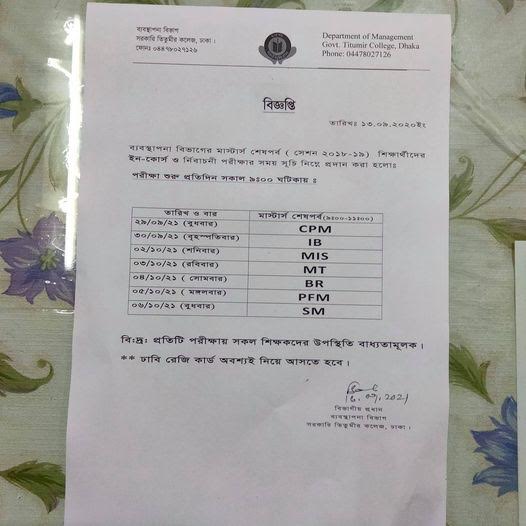 ব্যবস্থাপনা বিভাগ
সরকারি তিতুমীর কলেজ, ঢাকা।
ফোনঃ ০৪৪৭৮০২৭১২৬
Department of Management
Govt. Titumir College, Dhaka
Phone: 04478027126
বিজ্ঞপ্তি
তারিখঃ ১৩.০৯.২০২০ইং
ব্যবস্থাপনা বিভাগের মাস্টার্স শেষপর্ব ( সেশন ২০১৮-১৯) শিক্ষার্থীদের
ইন-কোর্স ও নির্বাচনী পরীক্ষার সময় সূচি নিম্নে প্রদান করা হলোঃ
পরীক্ষা শুরু প্রতিদিন সকাল ৯ঃ০০ ঘটিকায় ঃ
তারিখ ও বার মাস্টার্স শেষপর্ব(৯ঃ০০-১১ঃ০০)
২৯/০৯/২১ (বুধবার) CPM
৩০/০৯/২১ (বৃহস্পতিবার) IB
০২/১০/২১ (শনিবার) MIS
০৩/১০/২১ (রবিবার) MT
০৪/১০/২১ ( সোমবার) BR
০৫/১০/২১ ( মঙ্গলবার) PFM
০৬/১০/২১ (বুধবার) SM
বি:দ্র: প্রতিটি পরীক্ষায় সকল শিক্ষকদের উপস্থিতি বাধ্যতামূলক।
** ঢাবি রেজি কার্ড অবশ্যই নিয়ে আসতে হবে।
বিভাগীয় প্রধান
ব্যবস্থাপনা বিভাগ
সরকারি তিতুমীর কলেজ, ঢাকা।